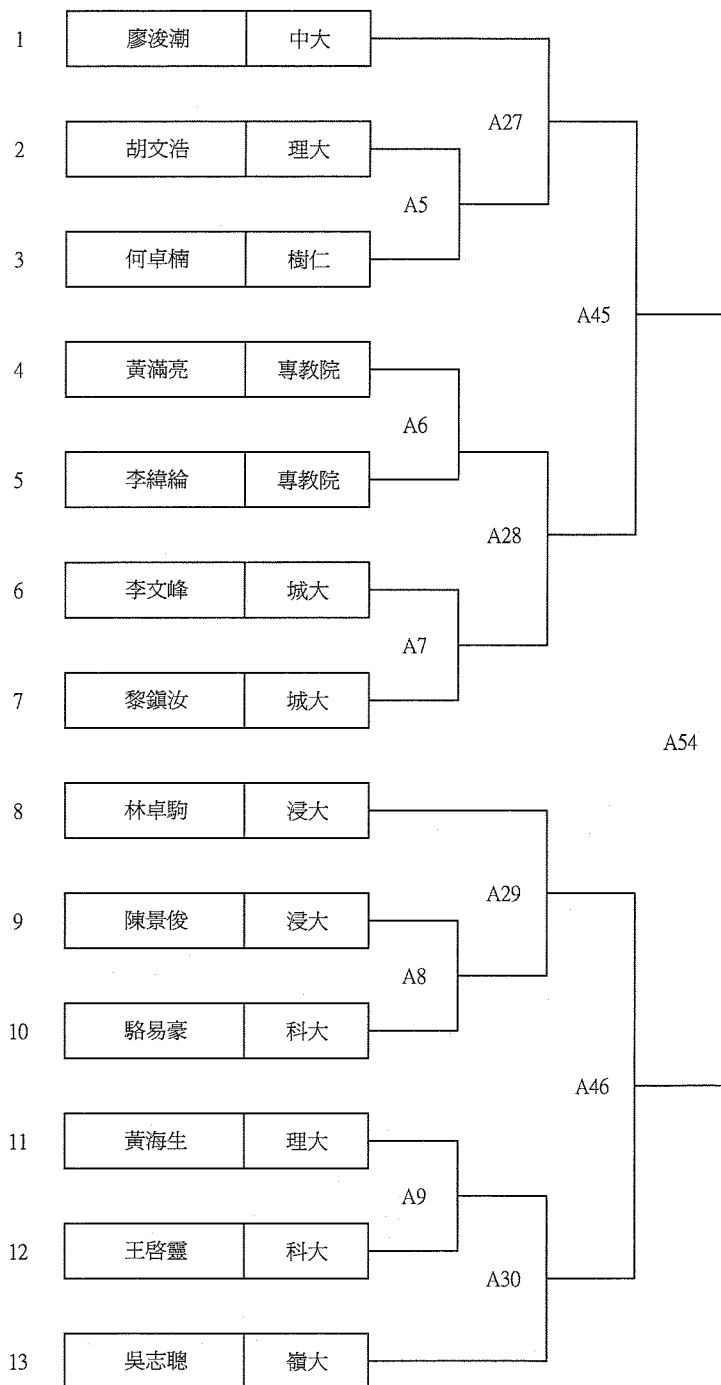 1 廖浚潮 中大
A27
2 胡文浩 理大
A5
3 何卓楠 樹仁
A45
4 黃滿亮 專教院
A6
5 李緯綸 專教院
A28
6 李文峰 城大
A7
7 黎鎮汝 城大
A54
8 林卓駒 浸大
A29
9 陳景俊 浸大
A8
10 駱易豪 科大
A46
11 黃海生 理大
A9
12 王啓靈 科大
A30
13 吳志聰 嶺大